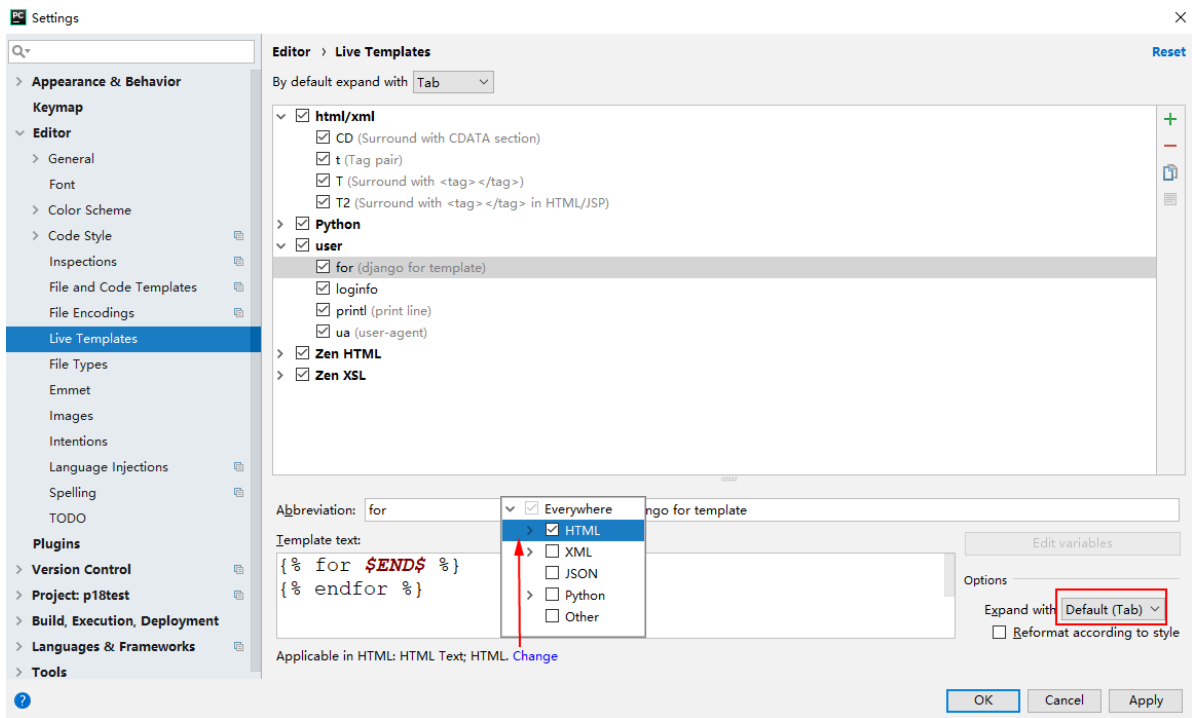 PC Settings
Editor > Live Templates
Reset
By default expand with Tab
Appearance & Behavior
Keymap
Editor
General
Font
Color Scheme
Code Style
Inspections
File and Code Templates
File Encodings
Live Templates
File Types
Emmet
Images
Intentions
Language Injections
Spelling
TODO
Plugins
Version Control
Project: p18test
Build, Execution, Deployment
Languages & Frameworks
Tools
html/xml
CD (Surround with CDATA section)
t (Tag pair)
T (Surround with <tag></tag>)
T2 (Surround with <tag></tag> in HTML/JSP)
Python
user
for (django for template)
loginfo
printl (print line)
ua (user-agent)
Zen HTML
Zen XSL
Abbreviation: for
ngo for template
Everywhere
HTML
XML
JSON
Python
Other
Template text:
{% for $END$ %}
{% endfor %}
Edit variables
Options
Expand with Default (Tab)
Reformat according to style
Applicable in HTML: HTML Text; HTML. Change
?
OK
Cancel
Apply